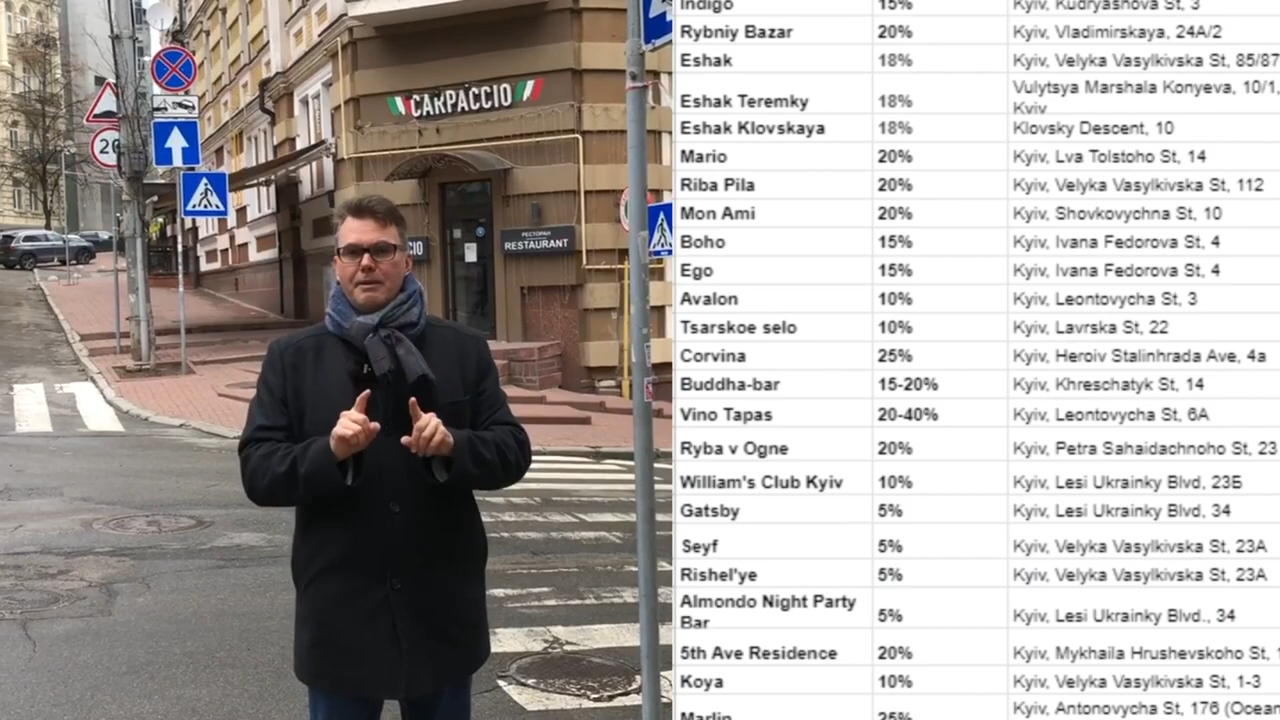 CARPACCIO
РЕСТОРАН
RESTAURANT
CIO
20
Indigo 15% Kyiv, Kudryashova St, 3
Rybniy Bazar 20% Kyiv, Vladimirskaya, 24A/2
Eshak 18% Kyiv, Velyka Vasylkivska St, 85/87
Eshak Teremky 18% Vulytsya Marshala Konyeva, 10/1,
Kyiv
Eshak Klovskaya 18% Klovsky Descent, 10
Mario 20% Kyiv, Lva Tolstoho St, 14
Riba Pila 20% Kyiv, Velyka Vasylkivska St, 112
Mon Ami 20% Kyiv, Shovkovychna St, 10
Boho 15% Kyiv, Ivana Fedorova St, 4
Ego 15% Kyiv, Ivana Fedorova St, 4
Avalon 10% Kyiv, Leontovycha St, 3
Tsarskoe selo 10% Kyiv, Lavrska St, 22
Corvina 25% Kyiv, Heroiv Stalinhrada Ave, 4a
Buddha-bar 15-20% Kyiv, Khreschatyk St, 14
Vino Tapas 20-40% Kyiv, Leontovycha St, 6A
Ryba v Ogne 20% Kyiv, Petra Sahaidachnoho St, 23
William's Club Kyiv 10% Kyiv, Lesi Ukrainky Blvd, 23Б
Gatsby 5% Kyiv, Lesi Ukrainky Blvd, 34
Seyf 5% Kyiv, Velyka Vasylkivska St, 23A
Rishel'ye 5% Kyiv, Velyka Vasylkivska St, 23A
Almondo Night Party
Bar 5% Kyiv, Lesi Ukrainky Blvd., 34
5th Ave Residence 20% Kyiv, Mykhaila Hrushevskoho St, 1
Koya 10% Kyiv, Velyka Vasylkivska St, 1-3
Marlin 25% Kyiv, Antonovycha St, 176 (Ocean